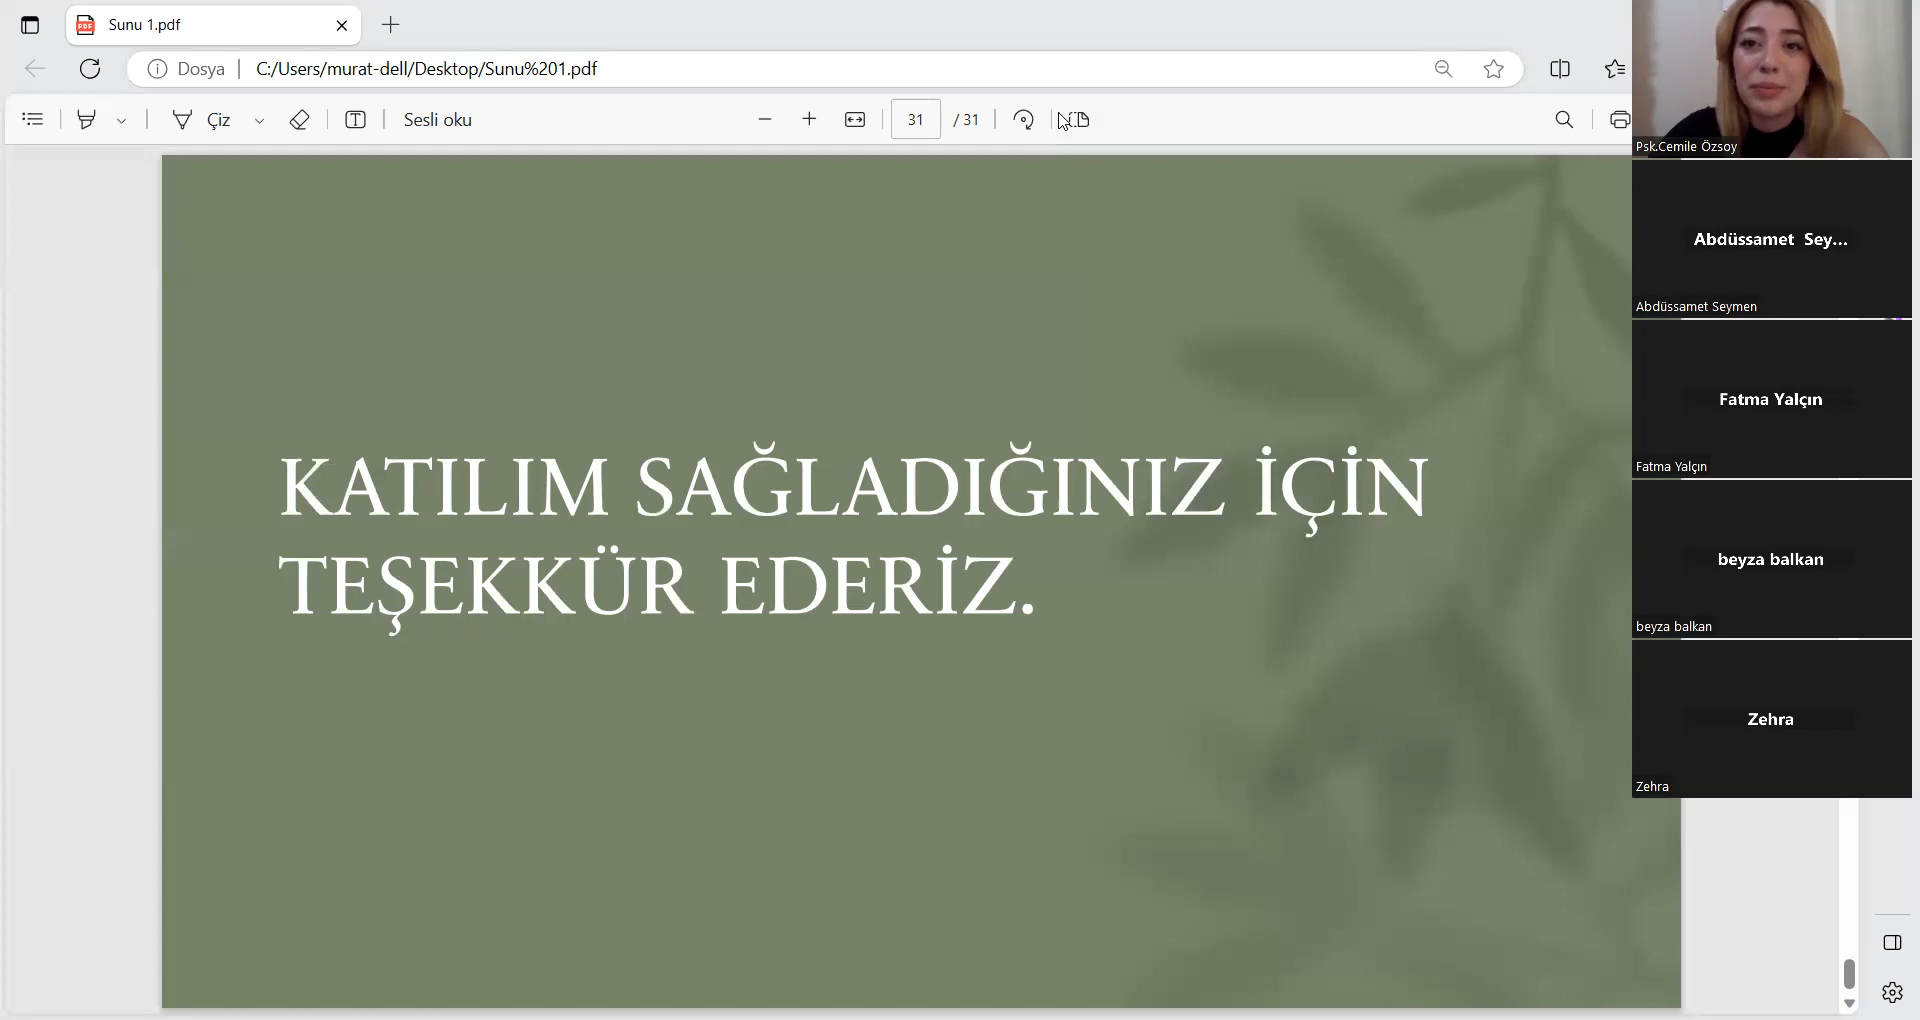 Sunu 1.pdf
Dosya
C:/Users/murat-dell/Desktop/Sunu%201.pdf
Çiz
Sesli oku
31
/ 31
KATILIM SAĞLADIĞINIZ İÇİN
TEŞEKKÜR EDERİZ.
Psk.Cemile Özsoy
Abdüssamet Sey...
Abdüssamet Seymen
Fatma Yalçın
Fatma Yalçın
beyza balkan
beyza balkan
Zehra
Zehra